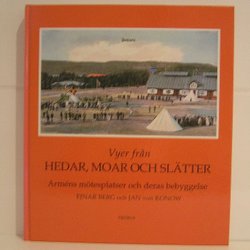 Vyer från
HEDAR, MOAR OCH SLÄTTER
Arméns mötesplatser och deras bebyggelse
EINAR BERG och JAN von KONOW